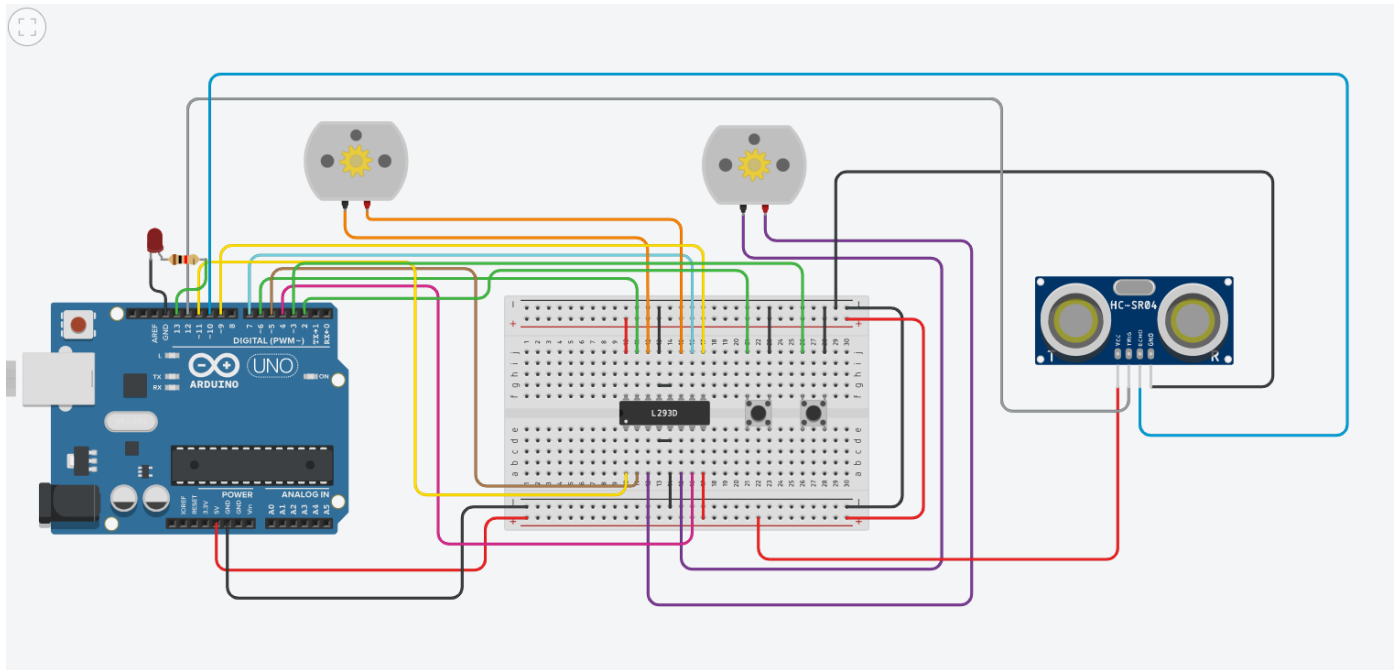 HC-SR04
VCC
TRIG
ECHO
GND
T
R
AREF
GND
13
12
~11
~10
~9
8
7
~6
~5
4
~3
2
TX→1
RX←0
DIGITAL (PWM~)
L
TX
RX
ARDUINO
UNO
ON
POWER
ANALOG IN
IOREF
RESET
3.3V
5V
GND
GND
Vin
A0
A1
A2
A3
A4
A5
L293D
j
i
h
g
f
e
d
c
b
a